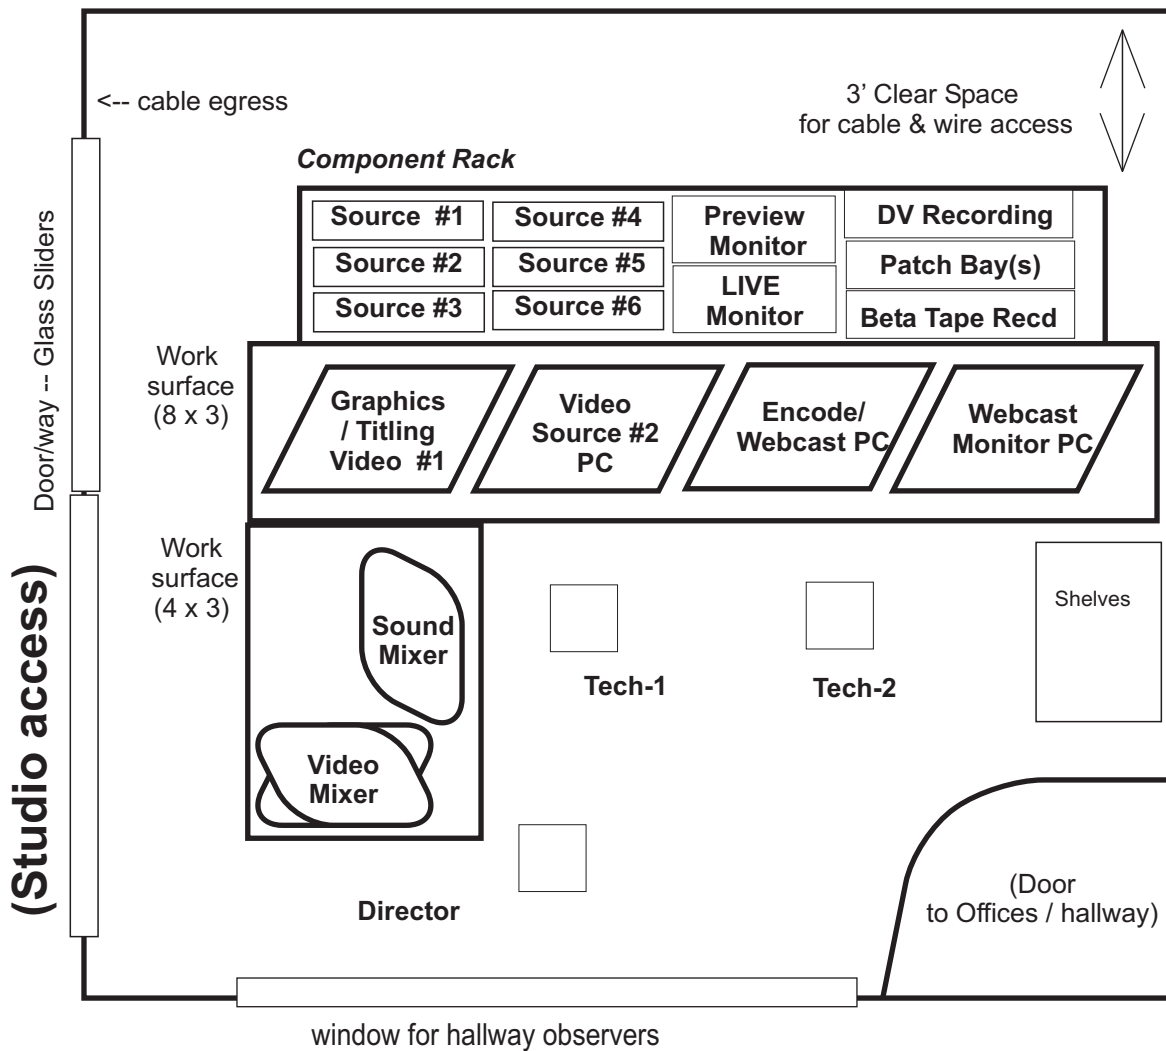 <-- cable egress
3’ Clear Space
for cable & wire access
Component Rack
Source #1
Source #2
Source #3
Source #4
Source #5
Source #6
Preview
Monitor
LIVE
Monitor
DV Recording
Patch Bay(s)
Beta Tape Recd
Door/way -- Glass Sliders
(Studio access)
Work
surface
(8 x 3)
Graphics
/ Titling
Video #1
Video
Source #2
PC
Encode/
Webcast PC
Webcast
Monitor PC
Work
surface
(4 x 3)
Sound
Mixer
Video
Mixer
Tech-1
Tech-2
Shelves
Director
(Door
to Offices / hallway)
window for hallway observers